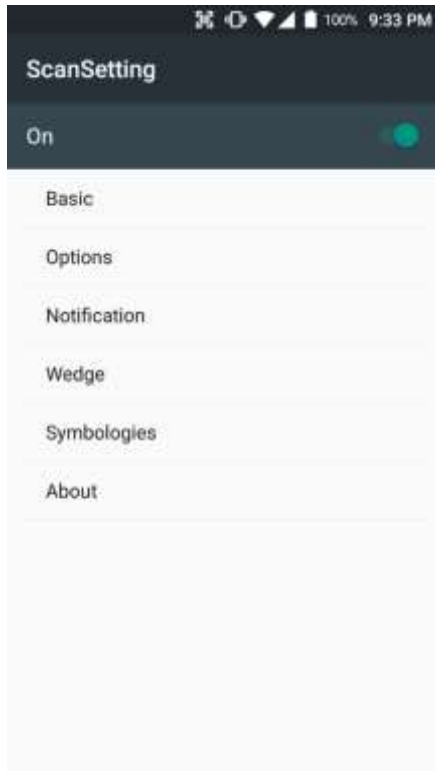 100% 9:33 PM
ScanSetting
On
Basic
Options
Notification
Wedge
Symbologies
About